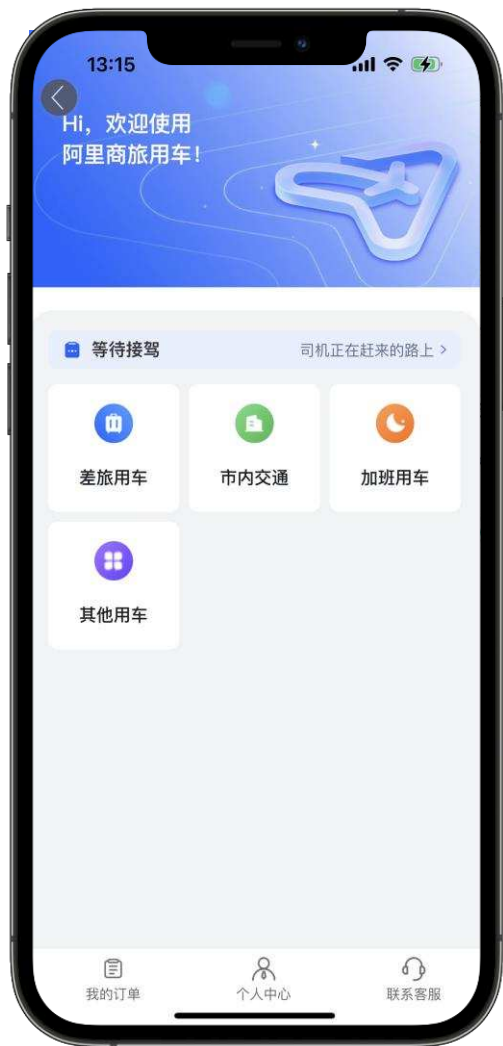 13:15
Hi，欢迎使用
阿里商旅用车！
等待接驾 司机正在赶来的路上 >
差旅用车 市内交通 加班用车
其他用车
我的订单 个人中心 联系客服